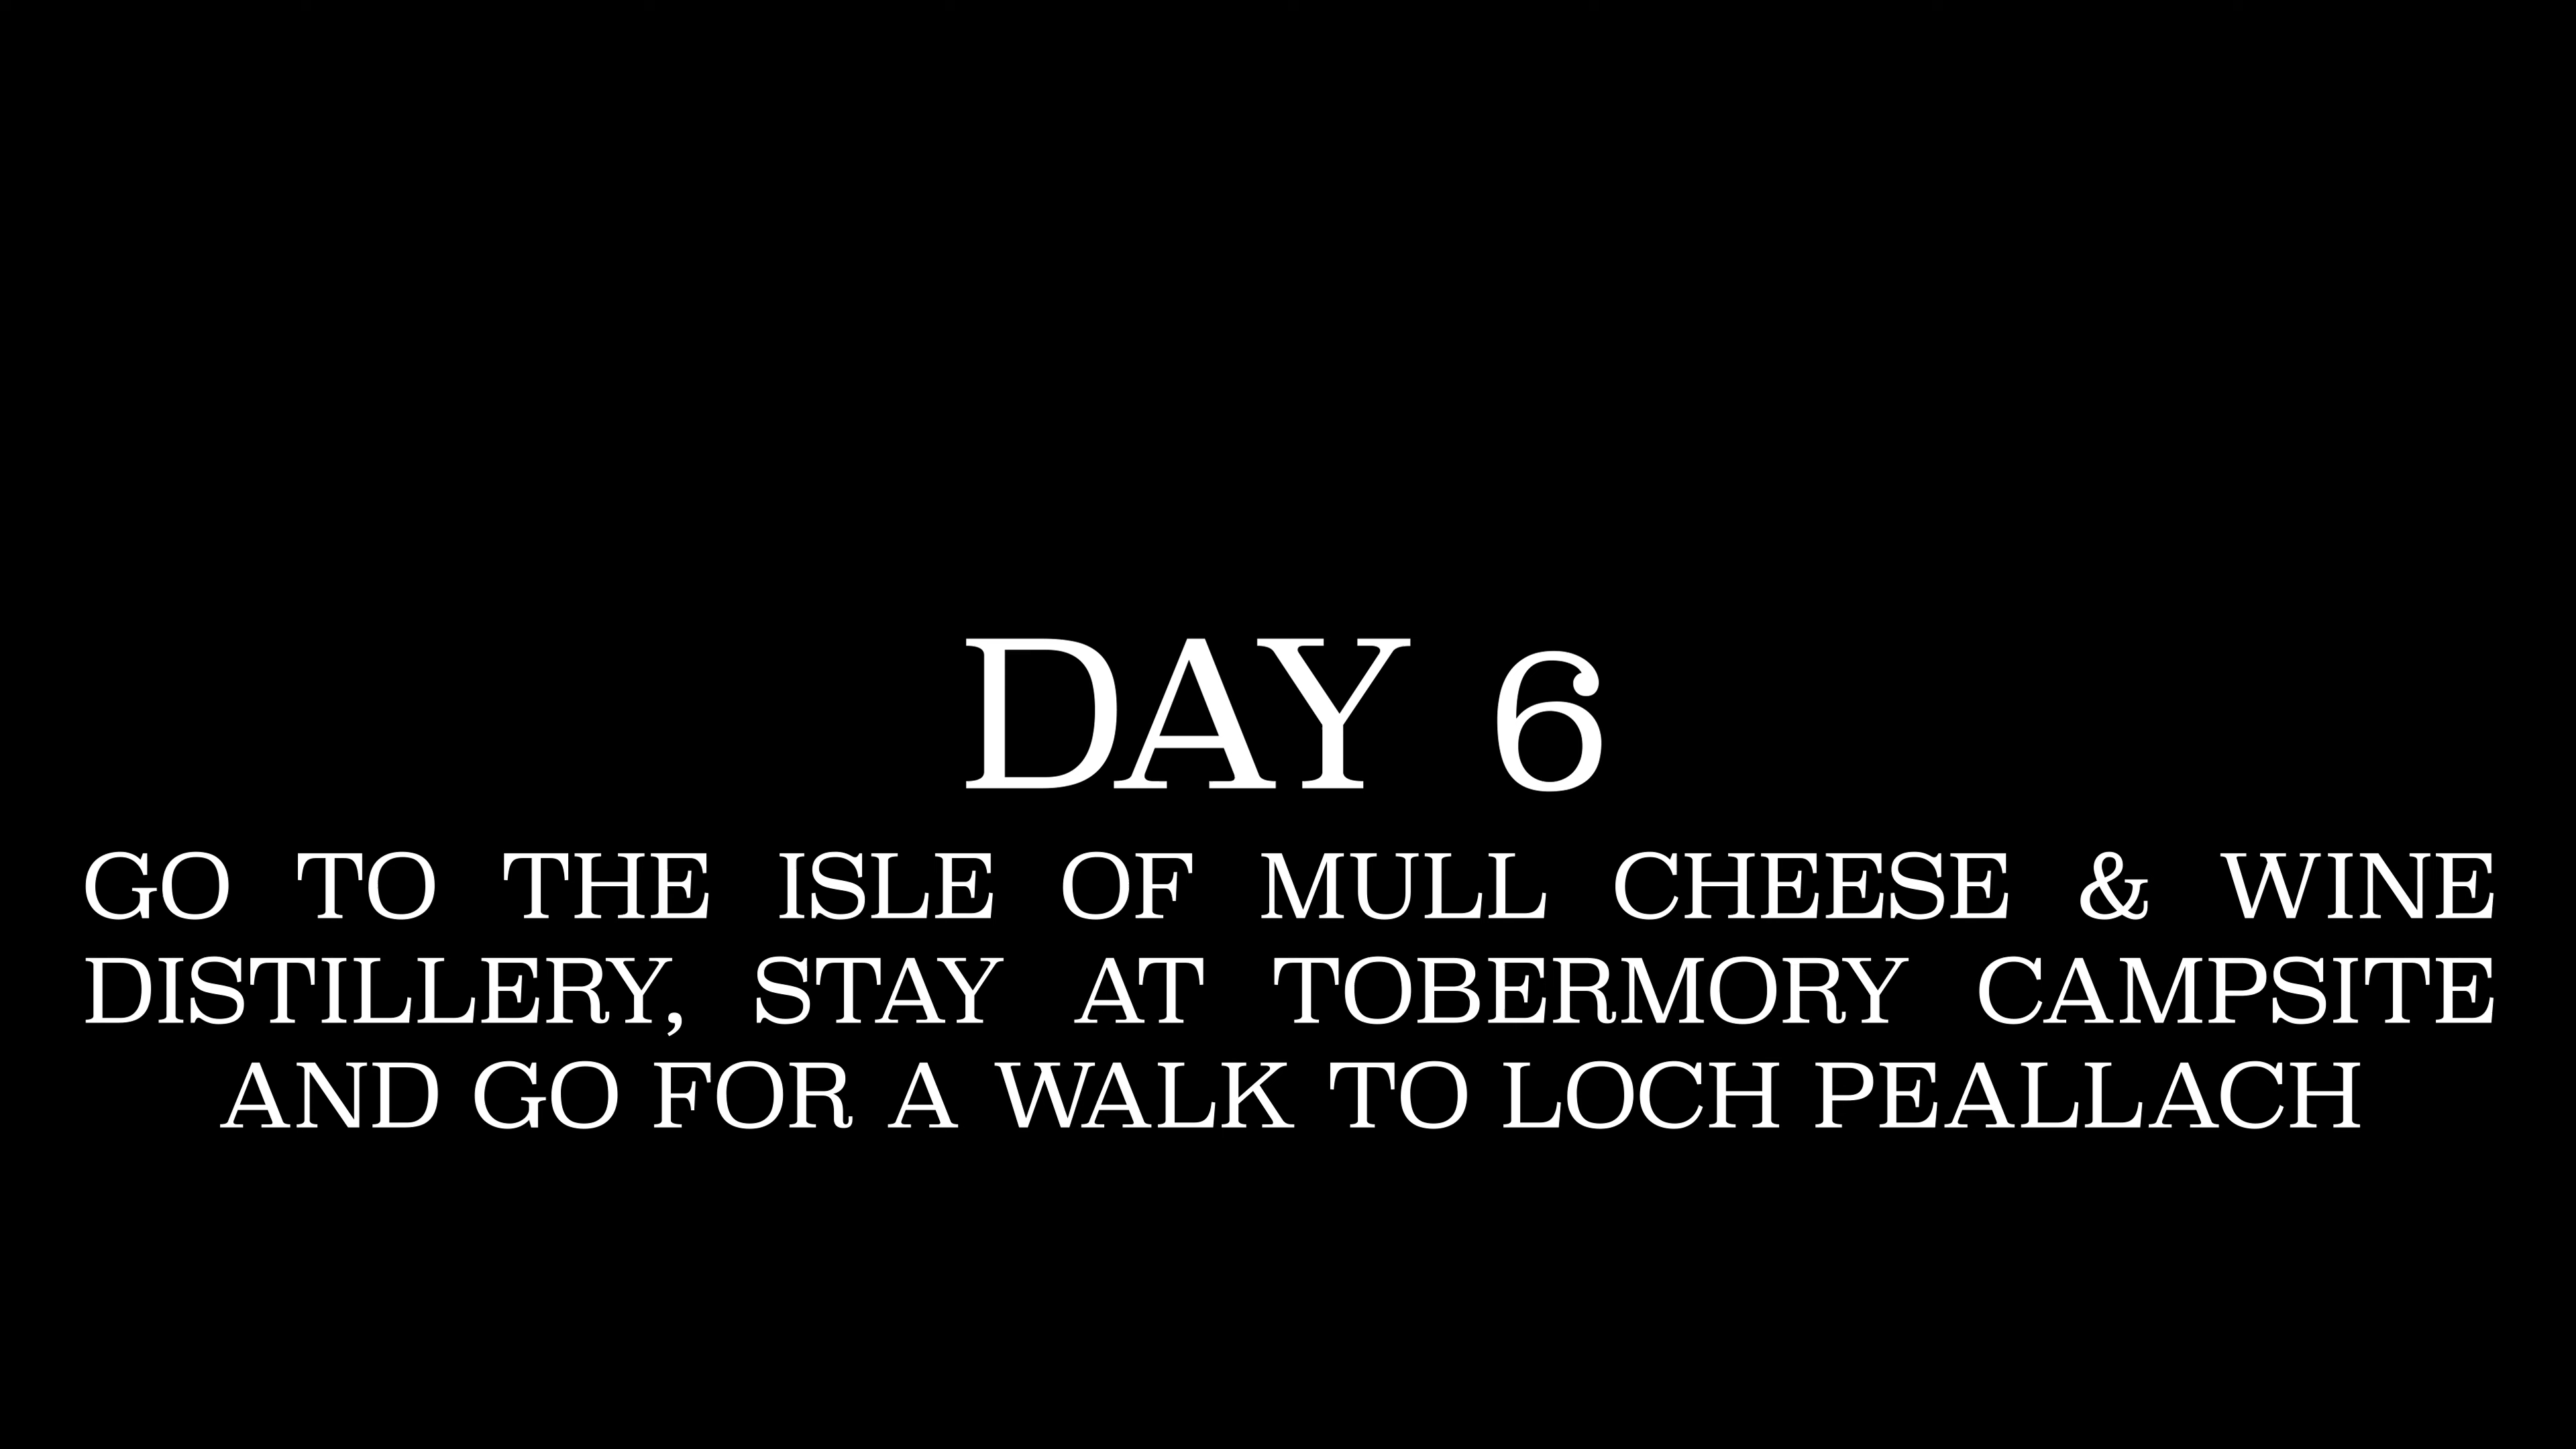 DAY 6
GO TO THE ISLE OF MULL CHEESE & WINE
DISTILLERY, STAY AT TOBERMORY CAMPSITE
AND GO FOR A WALK TO LOCH PEALLACH